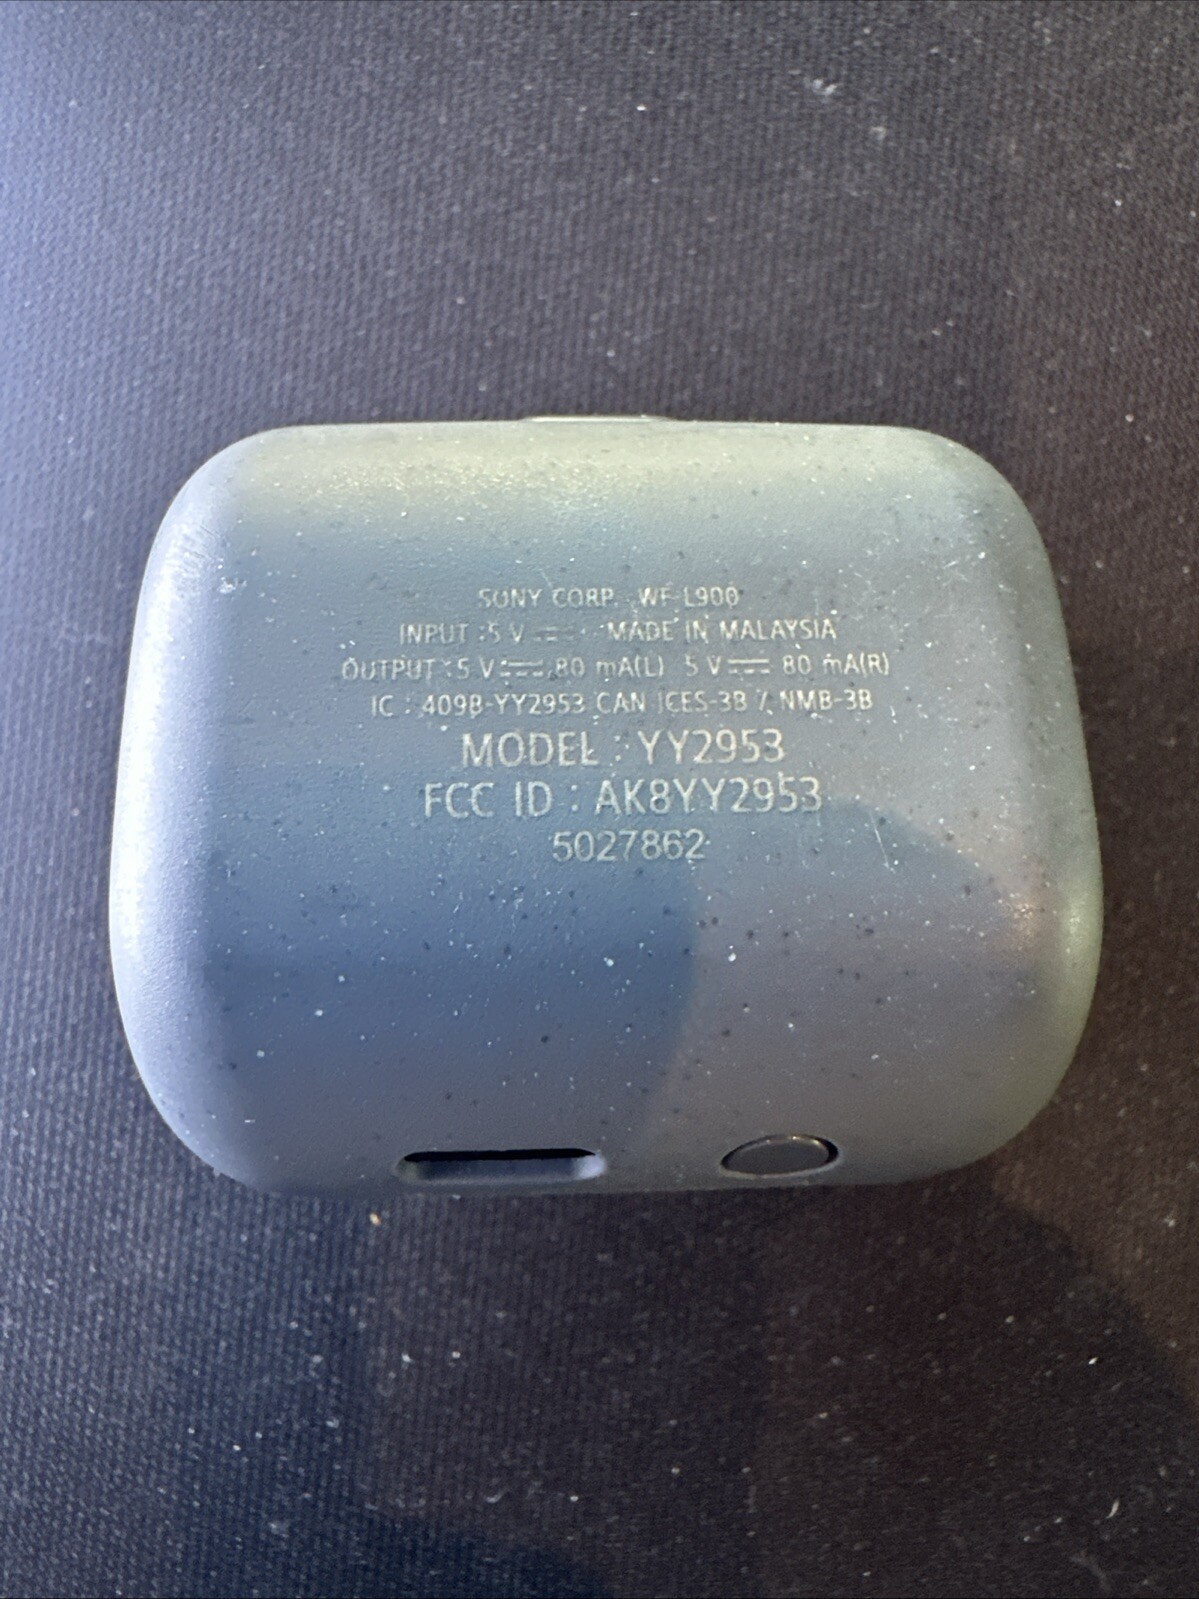 SONY CORP. WF-L900
INPUT : 5 V ⎓ MADE IN MALAYSIA
OUTPUT : 5 V ⎓ 80 mA(L) 5 V ⎓ 80 mA(R)
IC : 409B-YY2953 CAN ICES-3B / NMB-3B
MODEL : YY2953
FCC ID : AK8YY2953
5027862